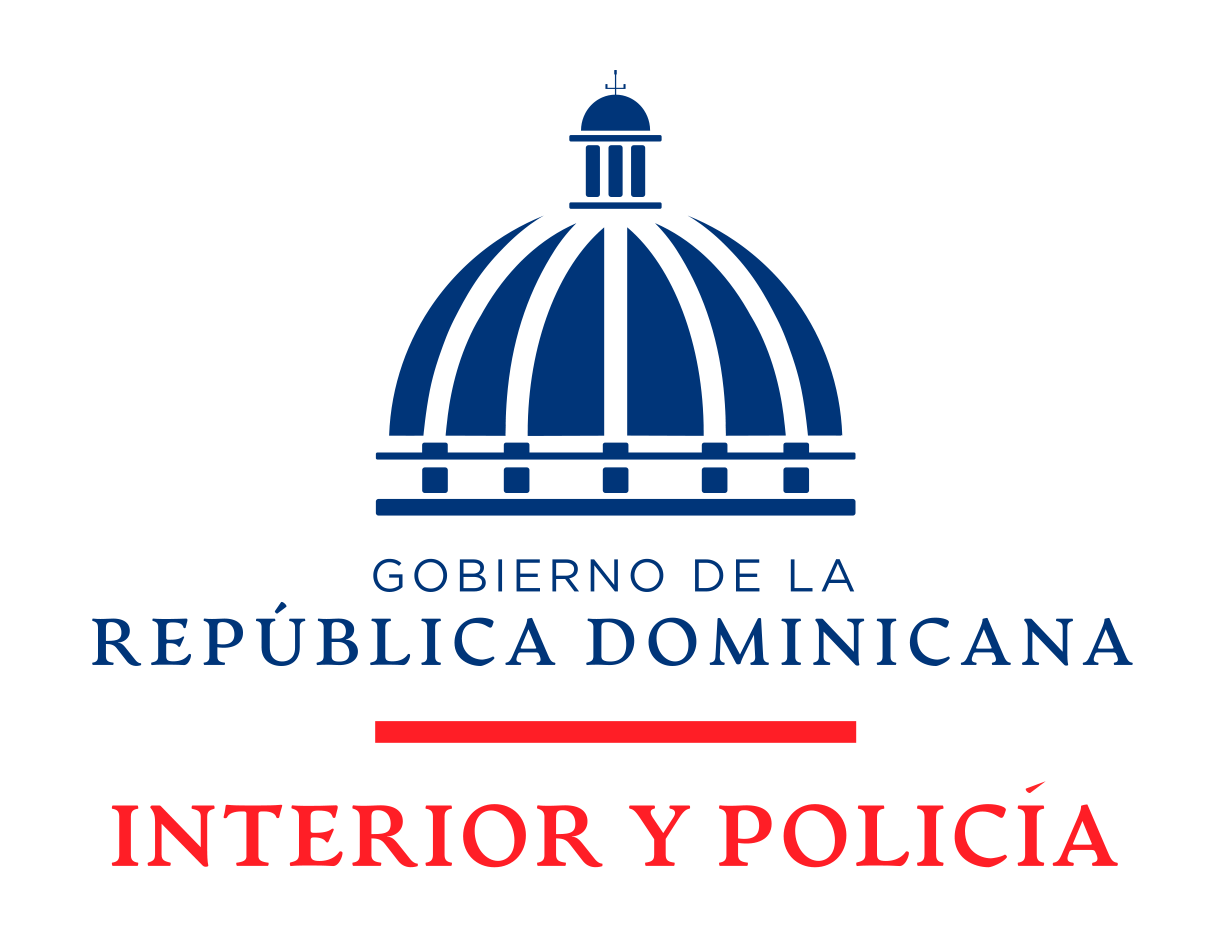 GOBIERNO DE LA
REPÚBLICA DOMINICANA
INTERIOR Y POLICÍA